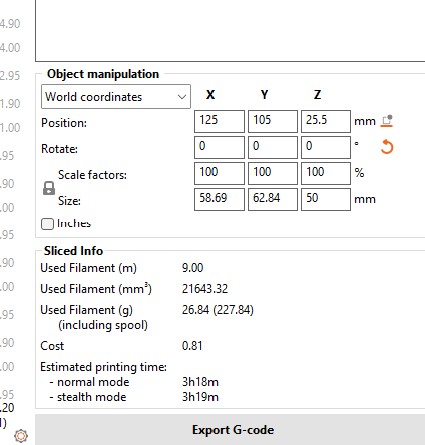 4.90
4.00
2.95
Object manipulation
1.90
World coordinates
X Y Z
1.00
Position: 125 105 25.5 mm
.95
Rotate: 0 0 0 °
.90
Scale factors: 100 100 100 %
.00
Size: 58.69 62.84 50 mm
.95
Inches
.90
Sliced Info
Used Filament (m) 9.00
.00
Used Filament (mm³) 21643.32
.95
Used Filament (g) 26.84 (227.84)
(including spool)
.90
Cost 0.81
.00
Estimated printing time:
- normal mode 3h18m
.95
- stealth mode 3h19m
.20
)
Export G-code